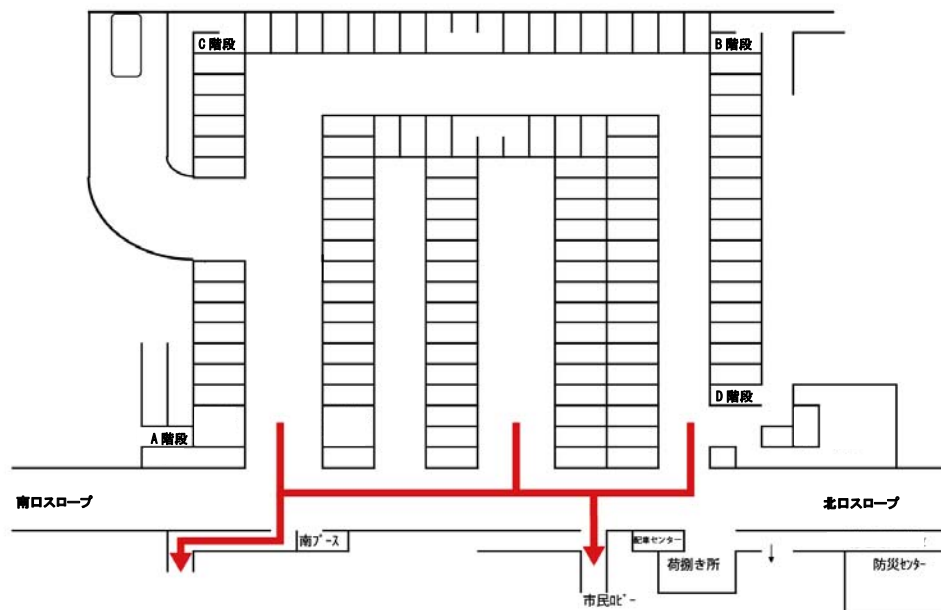 C階段
B階段
D階段
A階段
南口スロープ
北口スロープ
南ブース
配車センター
荷捌き所
防災センター
市民ロビー